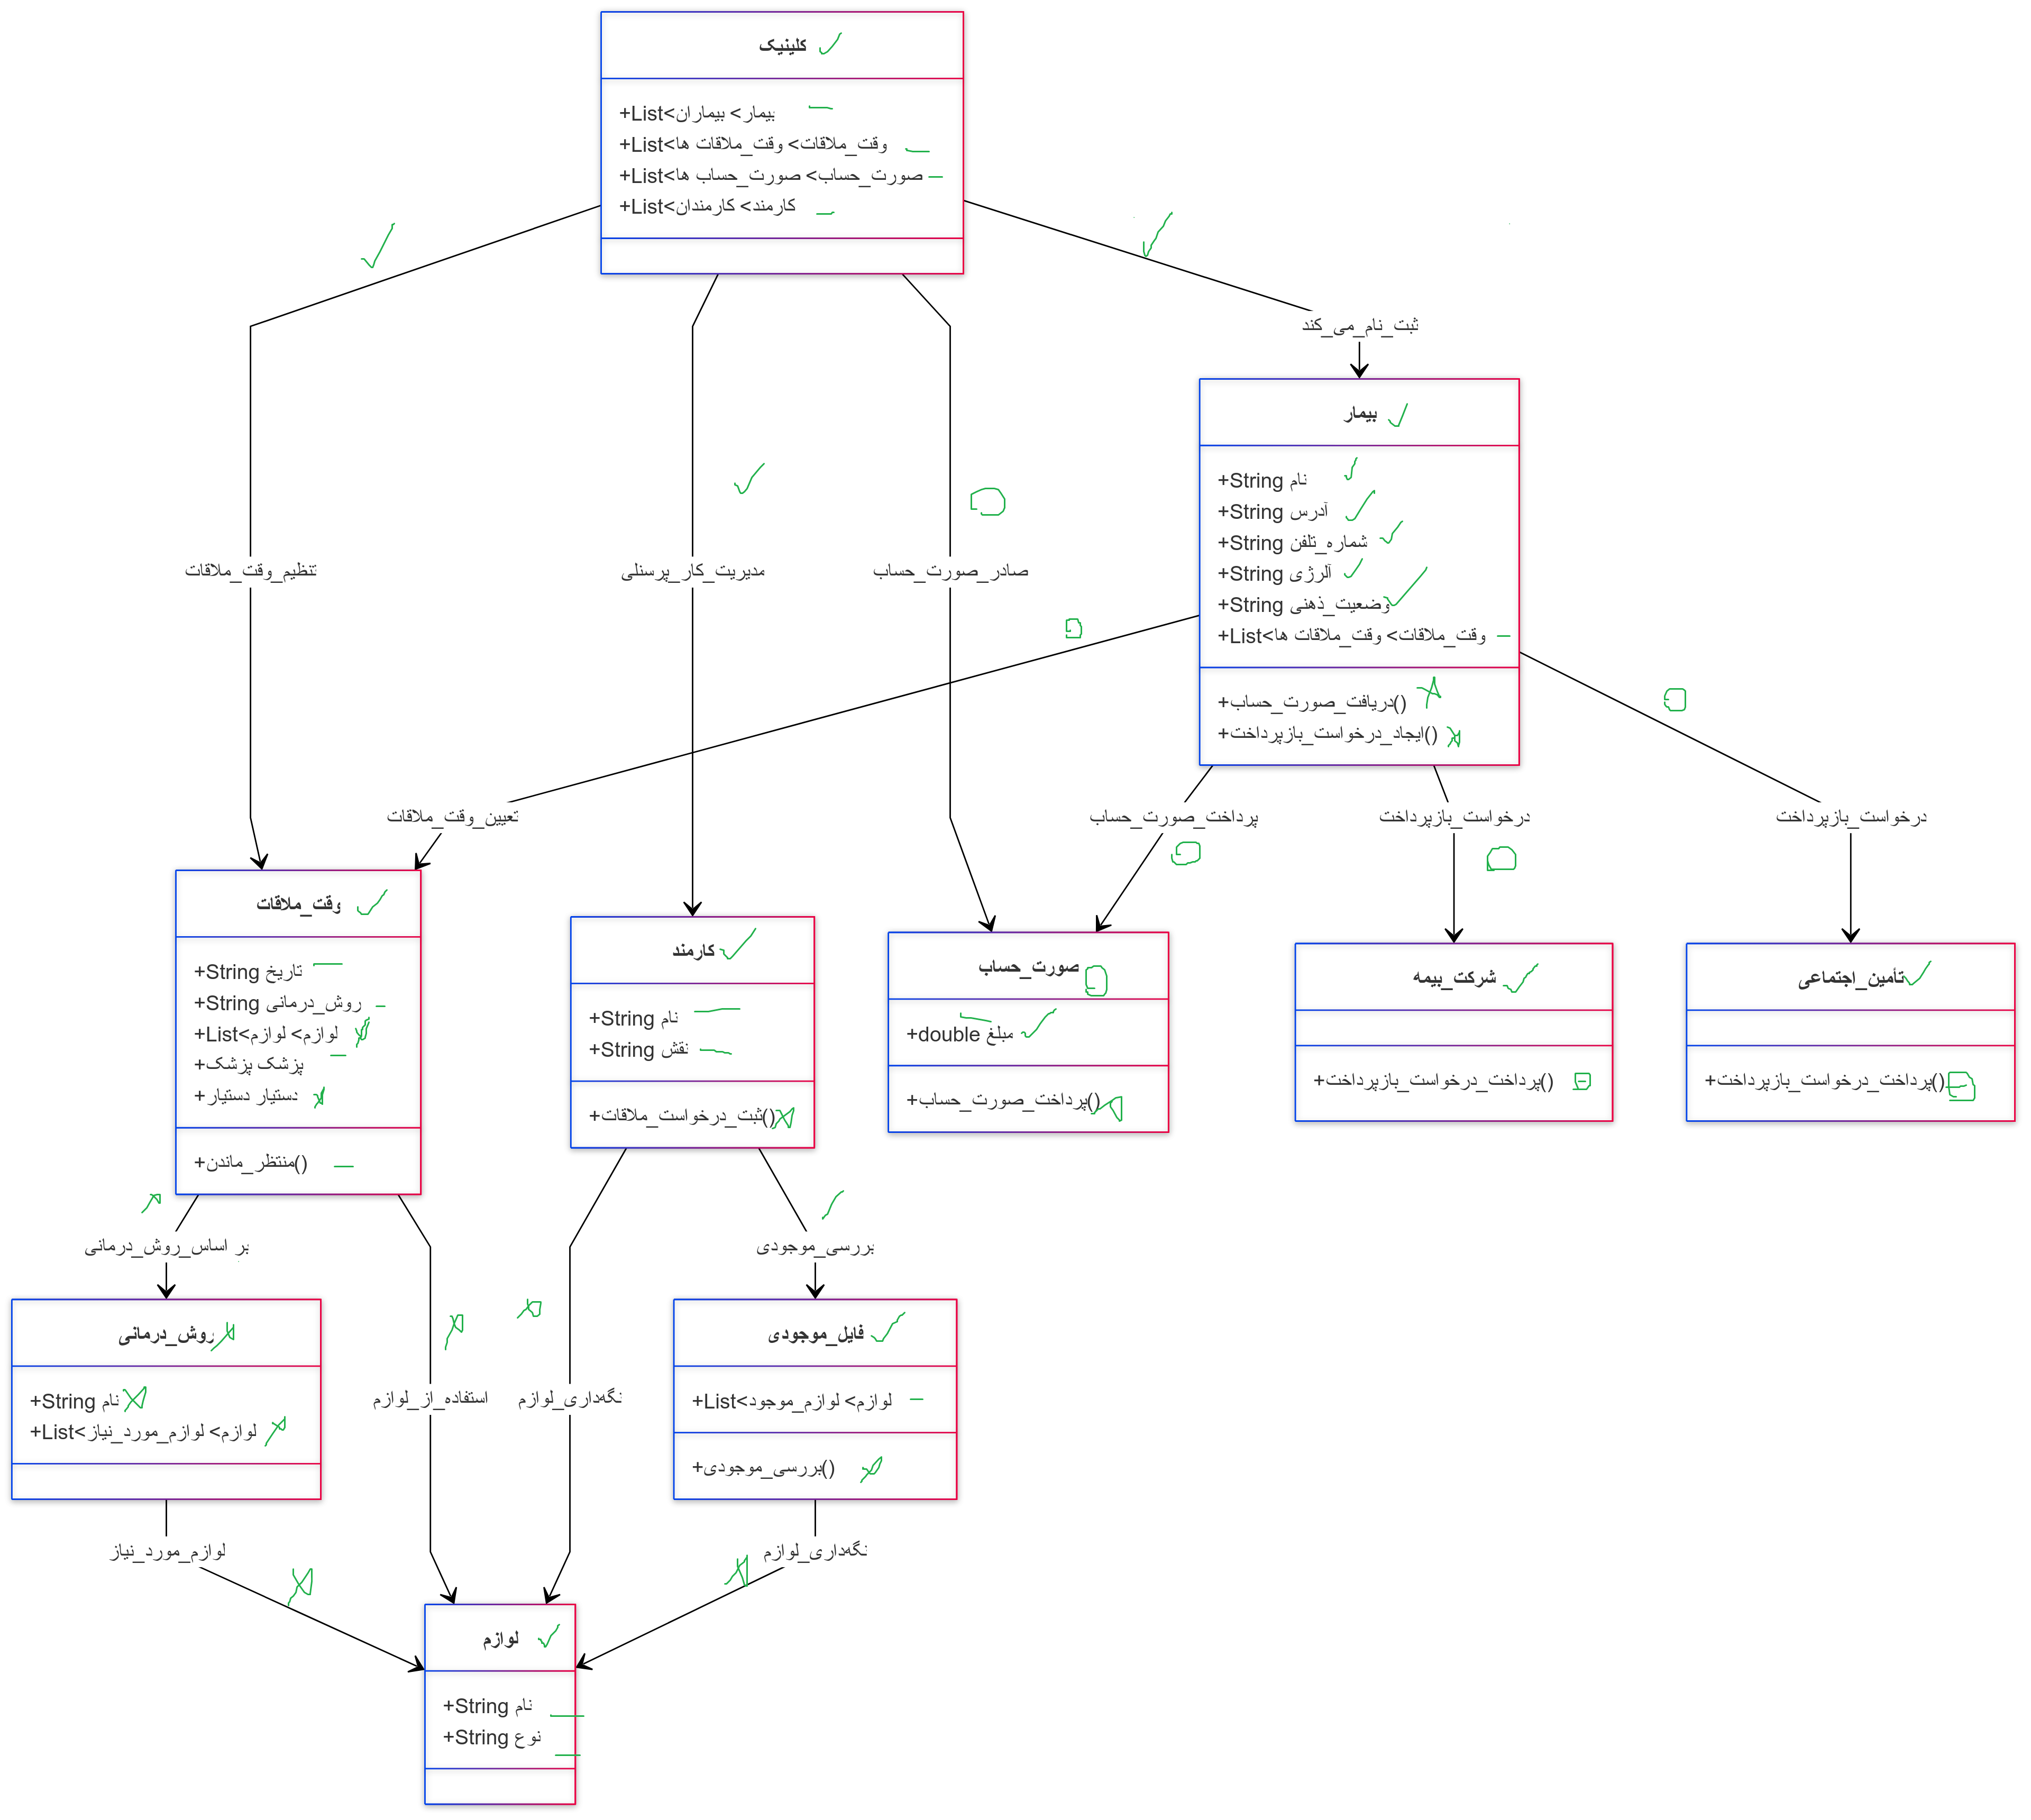 کلینیک
+List<بیمار> بیماران
+List<وقت_ملاقات> وقت_ملاقات ها
+List<صورت_حساب> صورت_حساب ها
+List<کارمند> کارمندان
ثبت_نام_می_کند
بیمار
+String نام
+String آدرس
+String شماره_تلفن
+String آلرژی
+String وضعیت_ذهنی
+List<وقت_ملاقات> وقت_ملاقات ها
+دریافت_صورت_حساب()
+ایجاد_درخواست_بازپرداخت()
تنظیم_وقت_ملاقات
مدیریت_کار_پرسنلی
صادر_صورت_حساب
تعیین_وقت_ملاقات
پرداخت_صورت_حساب
درخواست_بازپرداخت
درخواست_بازپرداخت
وقت_ملاقات
+String تاریخ
+String روش_درمانی
+List<لوازم> لوازم
+پزشک پزشک
+دستیار دستیار
+منتظر_ماندن()
کارمند
+String نام
+String نقش
+ثبت_درخواست_ملاقات()
صورت_حساب
+double مبلغ
+پرداخت_صورت_حساب()
شرکت_بیمه
+پرداخت_درخواست_بازپرداخت()
تأمین_اجتماعی
+پرداخت_درخواست_بازپرداخت()
بر اساس_روش_درمانی
بررسی_موجودی
روش_درمانی
+String نام
+List<لوازم> لوازم_مورد_نیاز
استفاده_از_لوازم
نگهداری_لوازم
فایل_موجودی
+List<لوازم> لوازم_موجود
+بررسی_موجودی()
لوازم_مورد_نیاز
نگهداری_لوازم
لوازم
+String نام
+String نوع